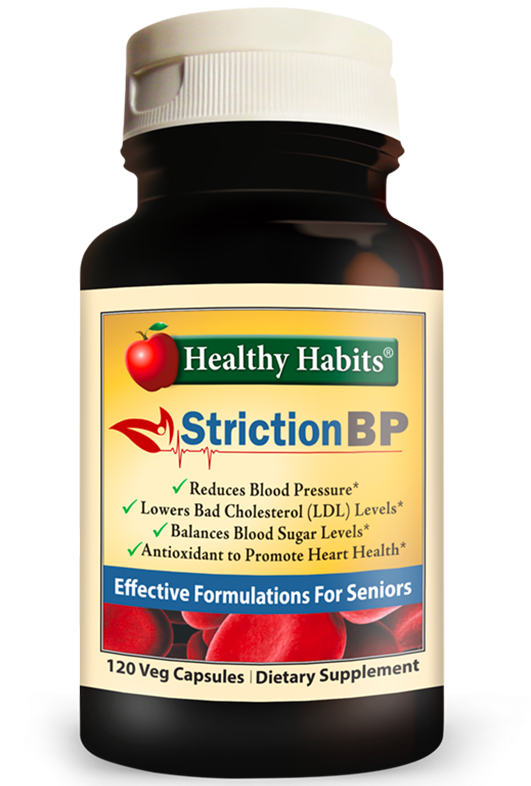 Healthy Habits®
StrictionBP
✓ Reduces Blood Pressure*
✓ Lowers Bad Cholesterol (LDL) Levels*
✓ Balances Blood Sugar Levels*
✓ Antioxidant to Promote Heart Health*
Effective Formulations For Seniors
120 Veg Capsules | Dietary Supplement